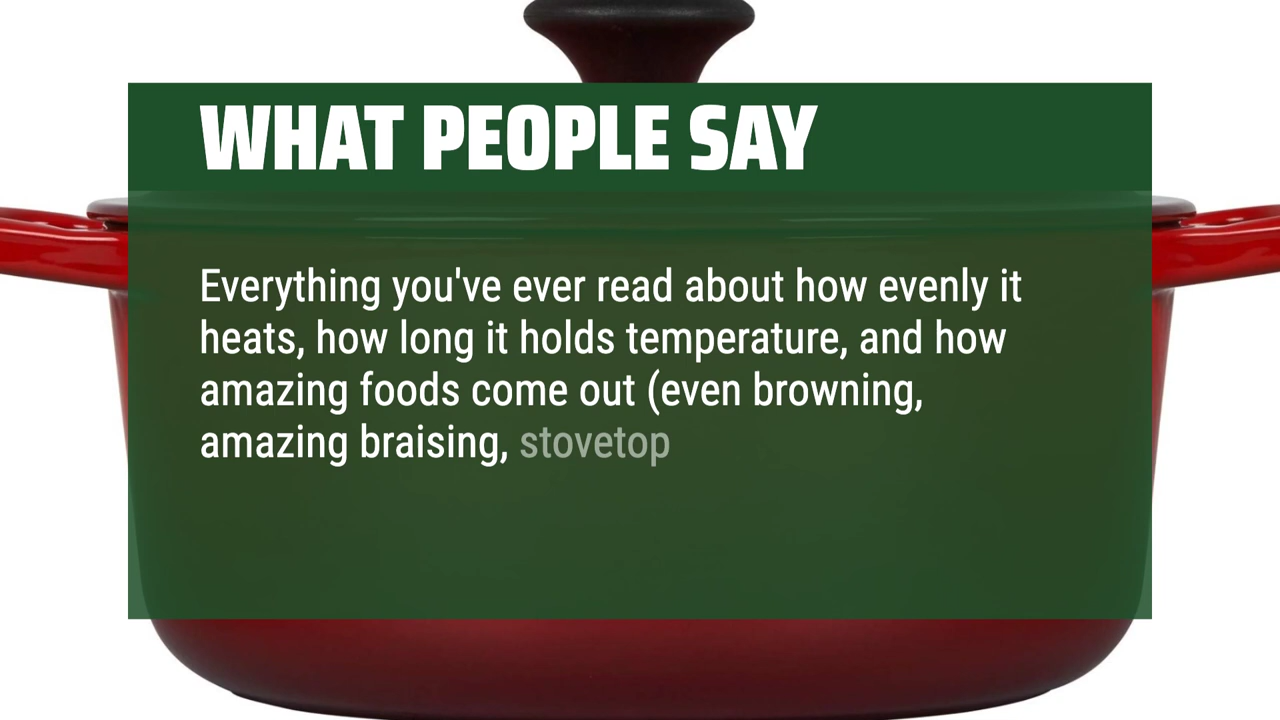 WHAT PEOPLE SAY
Everything you've ever read about how evenly it
heats, how long it holds temperature, and how
amazing foods come out (even browning,
amazing braising, stovetop